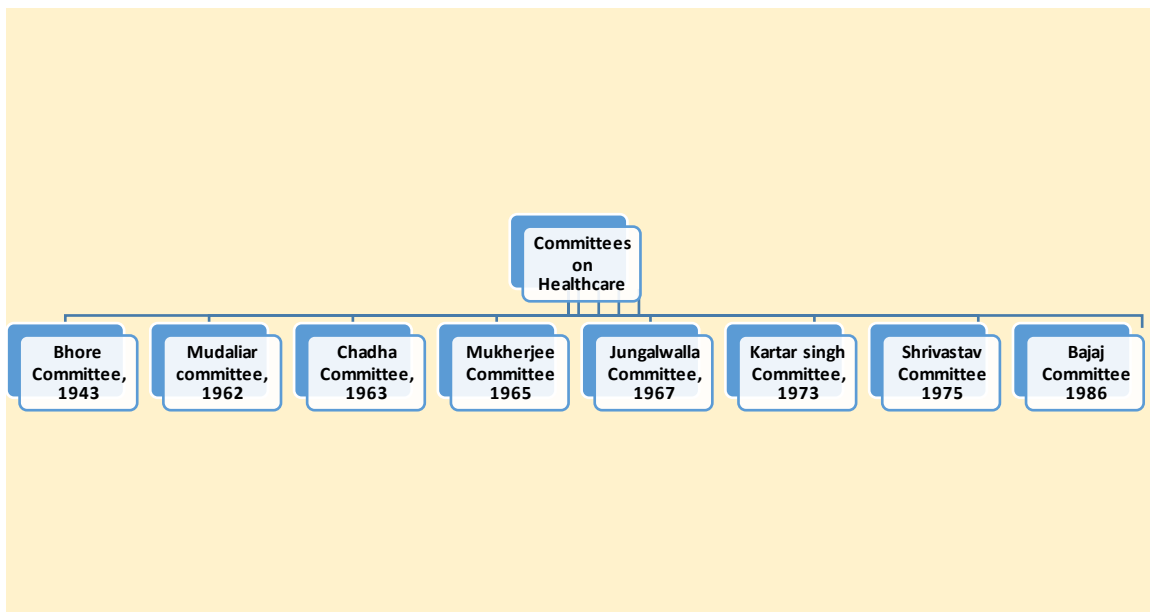 Committees
on
Healthcare
Bhore
Committee,
1943
Mudaliar
committee,
1962
Chadha
Committee,
1963
Mukherjee
Committee
1965
Jungalwalla
Committee,
1967
Kartar singh
Committee,
1973
Shrivastav
Committee
1975
Bajaj
Committee
1986